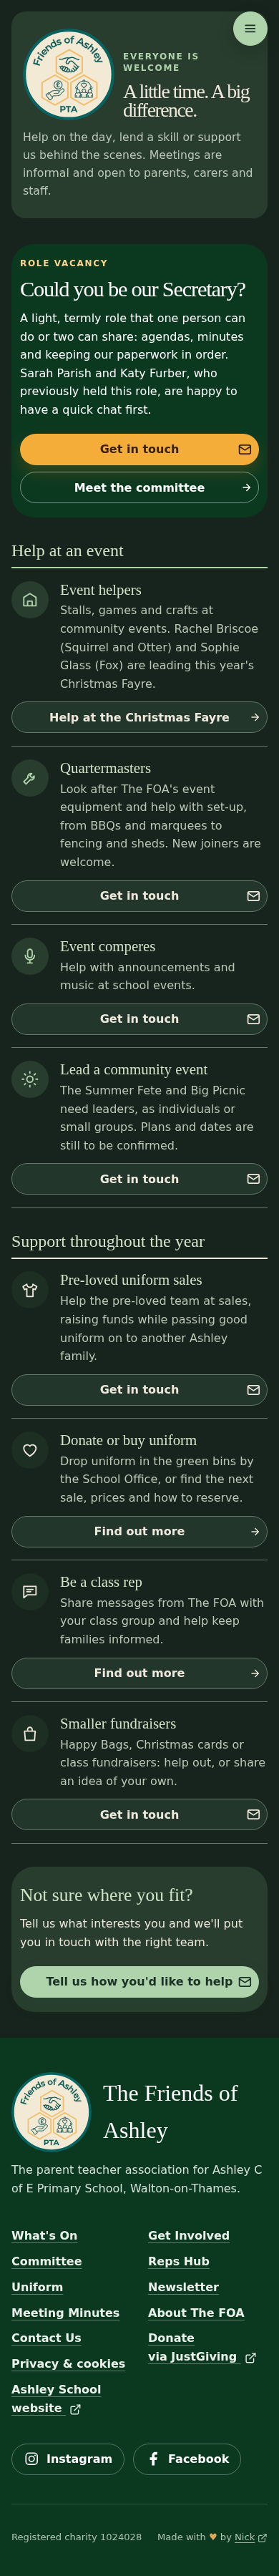 Friends of Ashley
PTA
EVERYONE IS
WELCOME
A little time. A big
difference.
Help on the day, lend a skill or support
us behind the scenes. Meetings are
informal and open to parents, carers and
staff.
ROLE VACANCY
Could you be our Secretary?
A light, termly role that one person can
do or two can share: agendas, minutes
and keeping our paperwork in order.
Sarah Parish and Katy Furber, who
previously held this role, are happy to
have a quick chat first.
Get in touch
Meet the committee
Help at an event
Event helpers
Stalls, games and crafts at
community events. Rachel Briscoe
(Squirrel and Otter) and Sophie
Glass (Fox) are leading this year's
Christmas Fayre.
Help at the Christmas Fayre
Quartermasters
Look after The FOA's event
equipment and help with set-up,
from BBQs and marquees to
fencing and sheds. New joiners are
welcome.
Get in touch
Event comperes
Help with announcements and
music at school events.
Get in touch
Lead a community event
The Summer Fete and Big Picnic
need leaders, as individuals or
small groups. Plans and dates are
still to be confirmed.
Get in touch
Support throughout the year
Pre-loved uniform sales
Help the pre-loved team at sales,
raising funds while passing good
uniform on to another Ashley
family.
Get in touch
Donate or buy uniform
Drop uniform in the green bins by
the School Office, or find the next
sale, prices and how to reserve.
Find out more
Be a class rep
Share messages from The FOA with
your class group and help keep
families informed.
Find out more
Smaller fundraisers
Happy Bags, Christmas cards or
class fundraisers: help out, or share
an idea of your own.
Get in touch
Not sure where you fit?
Tell us what interests you and we'll put
you in touch with the right team.
Tell us how you'd like to help
Friends of Ashley
PTA
The Friends of
Ashley
The parent teacher association for Ashley C
of E Primary School, Walton-on-Thames.
What's On
Committee
Uniform
Meeting Minutes
Contact Us
Privacy & cookies
Ashley School
website
Get Involved
Reps Hub
Newsletter
About The FOA
Donate
via JustGiving
Instagram
Facebook
Registered charity 1024028
Made with ♥ by Nick